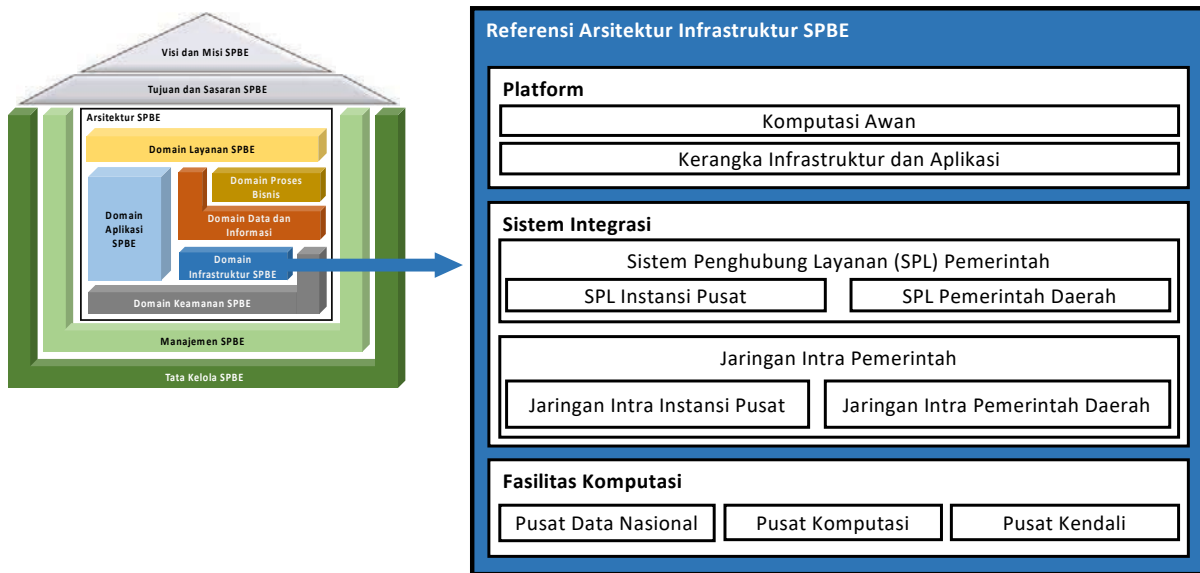 Visi dan Misi SPBE
Tujuan dan Sasaran SPBE
Arsitektur SPBE
Domain Layanan SPBE
Domain
Aplikasi
SPBE
Domain Proses
Bisnis
Domain Data dan
Informasi
Domain
Infrastruktur SPBE
Domain Keamanan SPBE
Manajemen SPBE
Tata Kelola SPBE
Referensi Arsitektur Infrastruktur SPBE
Platform
Komputasi Awan
Kerangka Infrastruktur dan Aplikasi
Sistem Integrasi
Sistem Penghubung Layanan (SPL) Pemerintah
SPL Instansi Pusat
SPL Pemerintah Daerah
Jaringan Intra Pemerintah
Jaringan Intra Instansi Pusat
Jaringan Intra Pemerintah Daerah
Fasilitas Komputasi
Pusat Data Nasional
Pusat Komputasi
Pusat Kendali